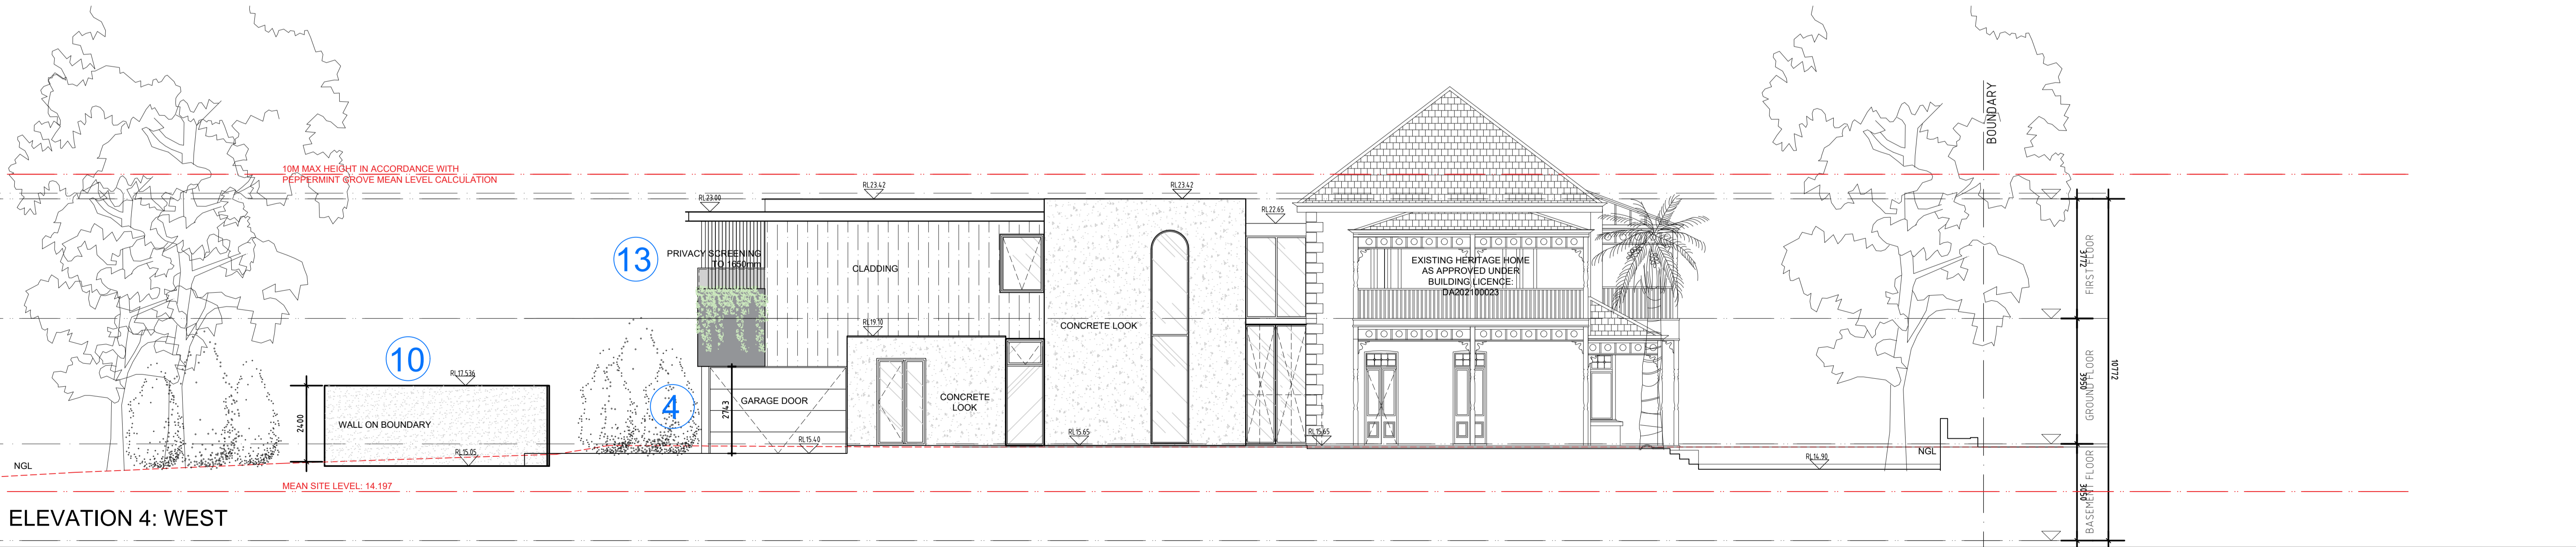 BOUNDARY
10M MAX HEIGHT IN ACCORDANCE WITH
PEPPERMINT GROVE MEAN LEVEL CALCULATION
RL23.00
RL23.42
RL23.42
RL22.65
13
PRIVACY SCREENING
TO 1650mm
CLADDING
EXISTING HERITAGE HOME
AS APPROVED UNDER
BUILDING LICENCE:
DA202100023
3772
FIRST FLOOR
RL19.10
CONCRETE LOOK
10
RL17.536
2400
WALL ON BOUNDARY
RL15.05
4
2743
GARAGE DOOR
RL15.40
CONCRETE
LOOK
RL15.65
RL15.65
3950
GROUND FLOOR
10772
NGL
NGL
RL14.90
MEAN SITE LEVEL: 14.197
3050
BASEMENT FLOOR
ELEVATION 4: WEST